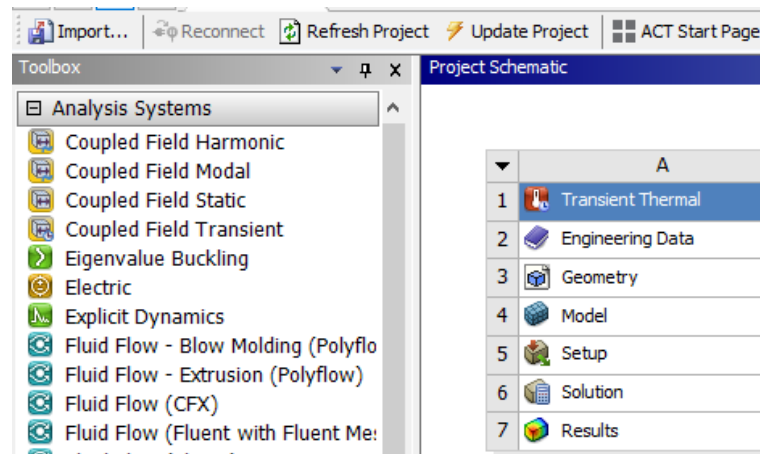 Import... Reconnect Refresh Project Update Project ACT Start Page
Toolbox
Project Schematic
Analysis Systems
Coupled Field Harmonic
Coupled Field Modal
Coupled Field Static
Coupled Field Transient
Eigenvalue Buckling
Electric
Explicit Dynamics
Fluid Flow - Blow Molding (Polyflo
Fluid Flow - Extrusion (Polyflow)
Fluid Flow (CFX)
Fluid Flow (Fluent with Fluent Me
A
1 Transient Thermal
2 Engineering Data
3 Geometry
4 Model
5 Setup
6 Solution
7 Results